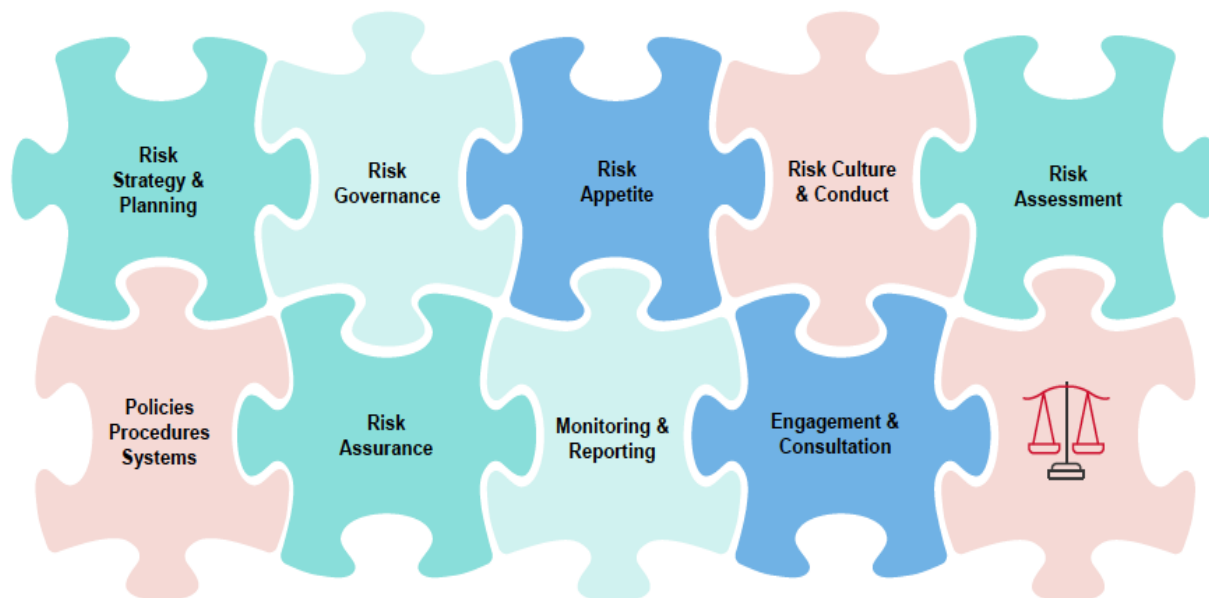 Risk
Strategy &
Planning
Risk
Governance
Risk
Appetite
Risk Culture
& Conduct
Risk
Assessment
Policies
Procedures
Systems
Risk
Assurance
Monitoring &
Reporting
Engagement &
Consultation